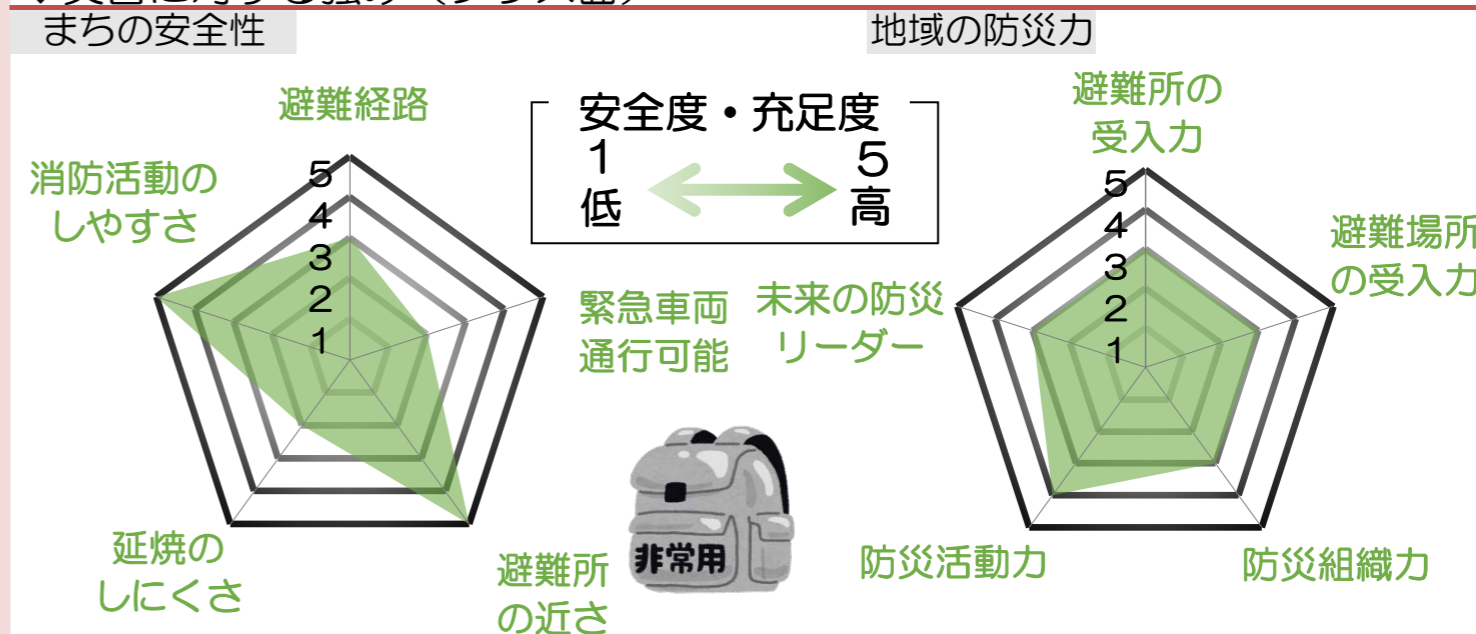 まちの安全性
地域の防災力
避難経路
消防活動の
しやすさ
5
4
3
2
1
緊急車両
通行可能
延焼の
しにくさ
避難所
の近さ
安全度・充足度
1
5
低
高
非常用
避難所の
受入力
未来の防災
リーダー
5
4
3
2
1
避難場所
の受入力
防災活動力
防災組織力